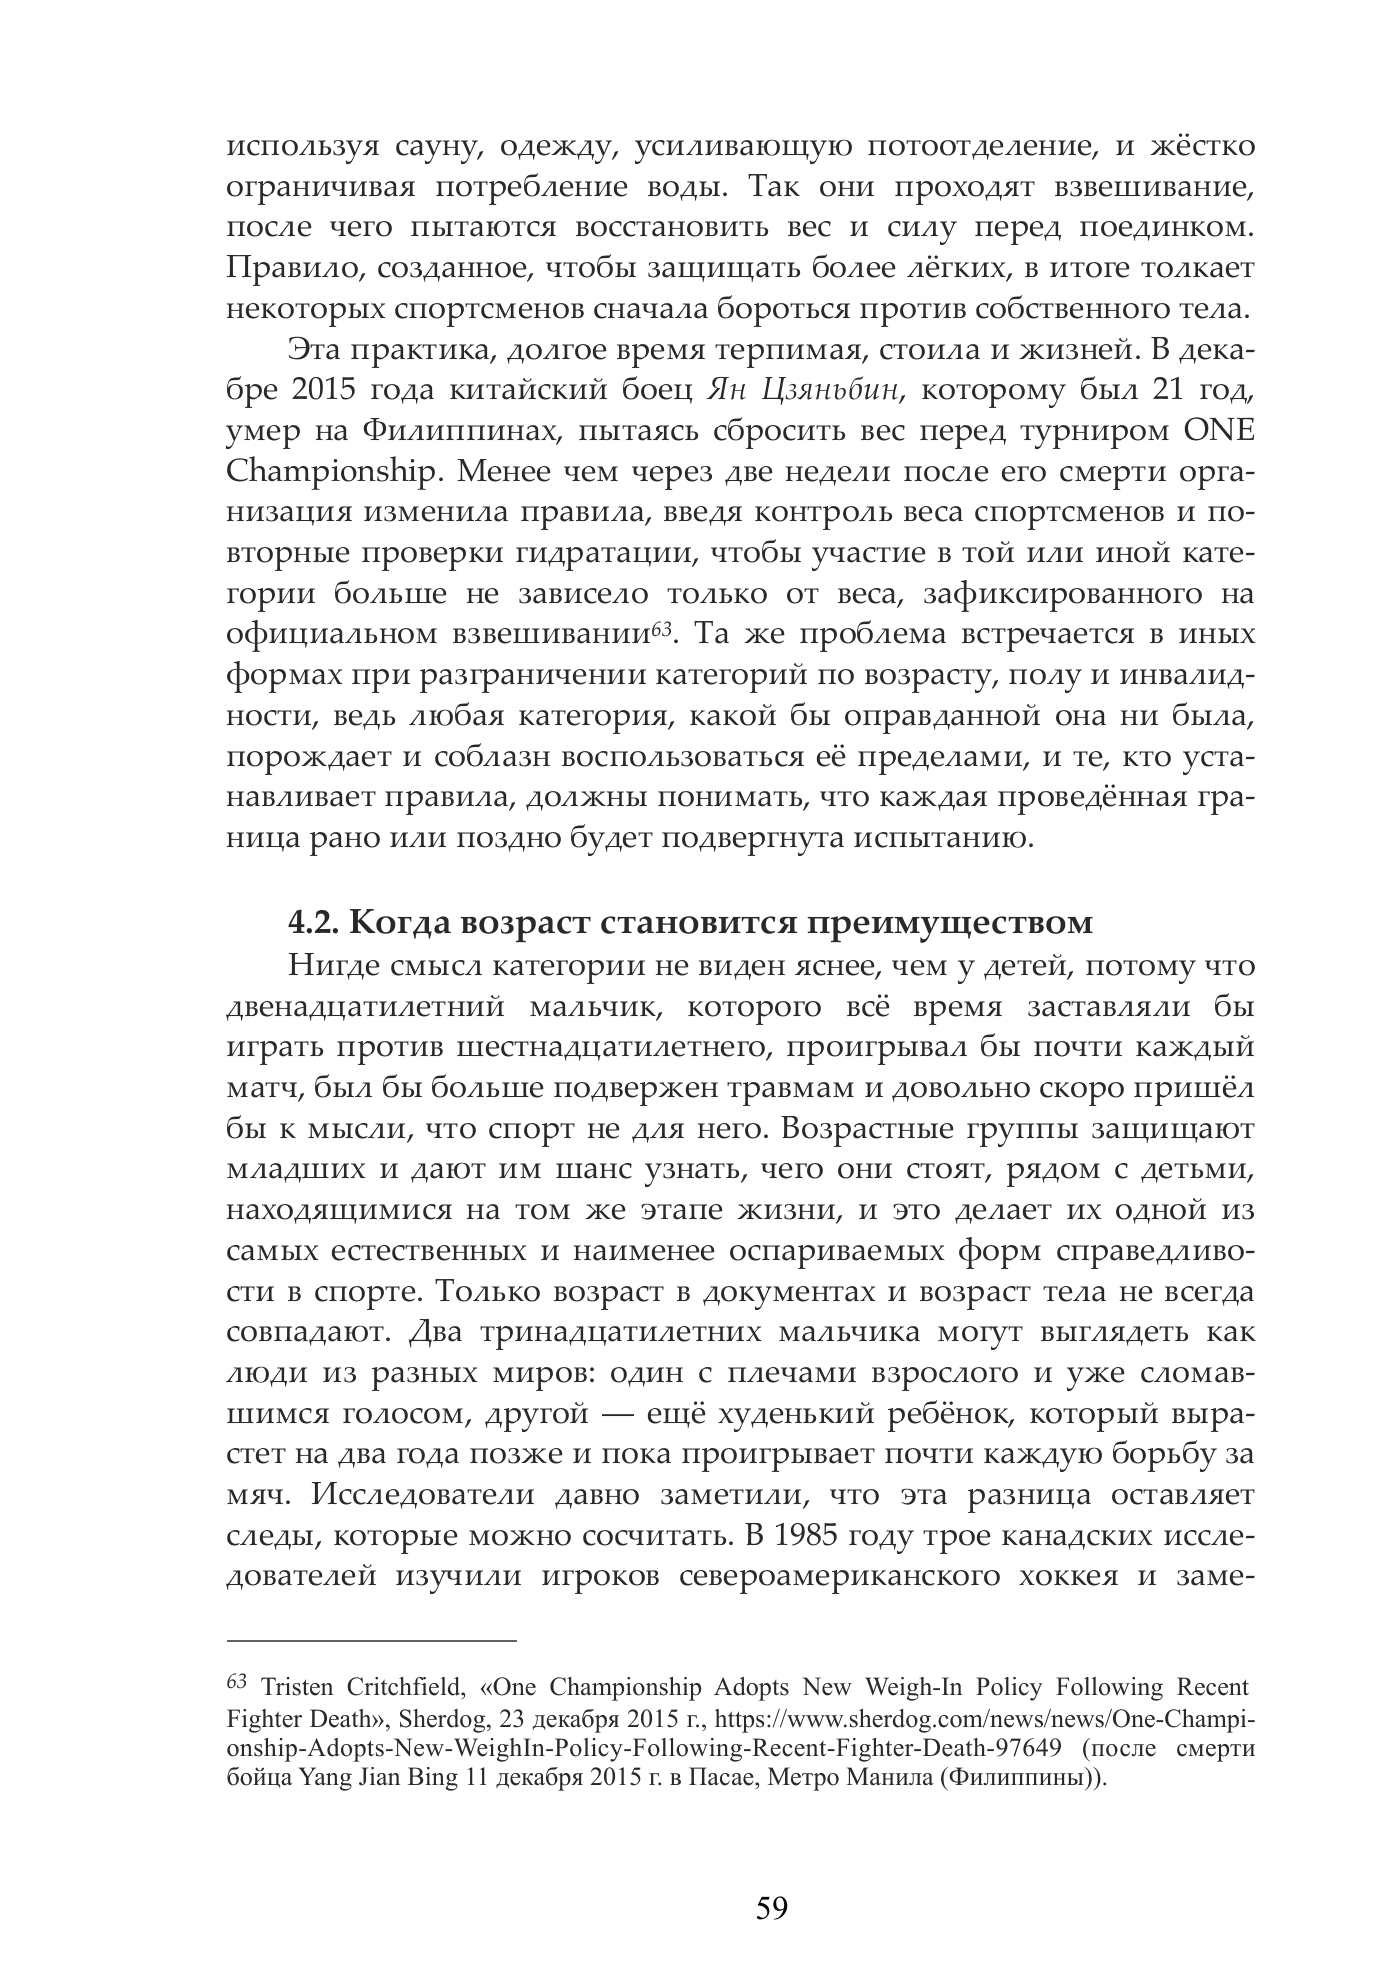 используя сауну, одежду, усиливающую потоотделение, и жёстко
ограничивая потребление воды. Так они проходят взвешивание,
после чего пытаются восстановить вес и силу перед поединком.
Правило, созданное, чтобы защищать более лёгких, в итоге толкает
некоторых спортсменов сначала бороться против собственного тела.
Эта практика, долгое время терпимая, стоила и жизней. В дека-
бре 2015 года китайский боец Ян Цзяньбин, которому был 21 год,
умер на Филиппинах, пытаясь сбросить вес перед турниром ONE
Championship. Менее чем через две недели после его смерти орга-
низация изменила правила, введя контроль веса спортсменов и по-
вторные проверки гидратации, чтобы участие в той или иной кате-
гории больше не зависело только от веса, зафиксированного на
официальном взвешивании63. Та же проблема встречается в иных
формах при разграничении категорий по возрасту, полу и инвалид-
ности, ведь любая категория, какой бы оправданной она ни была,
порождает и соблазн воспользоваться её пределами, и те, кто уста-
навливает правила, должны понимать, что каждая проведённая гра-
ница рано или поздно будет подвергнута испытанию.
4.2. Когда возраст становится преимуществом
Нигде смысл категории не виден яснее, чем у детей, потому что
двенадцатилетний мальчик, которого всё время заставляли бы
играть против шестнадцатилетнего, проигрывал бы почти каждый
матч, был бы больше подвержен травмам и довольно скоро пришёл
бы к мысли, что спорт не для него. Возрастные группы защищают
младших и дают им шанс узнать, чего они стоят, рядом с детьми,
находящимися на том же этапе жизни, и это делает их одной из
самых естественных и наименее оспариваемых форм справедливо-
сти в спорте. Только возраст в документах и возраст тела не всегда
совпадают. Два тринадцатилетних мальчика могут выглядеть как
люди из разных миров: один с плечами взрослого и уже сломав-
шимся голосом, другой — ещё худенький ребёнок, который выра-
стет на два года позже и пока проигрывает почти каждую борьбу за
мяч. Исследователи давно заметили, что эта разница оставляет
следы, которые можно сосчитать. В 1985 году трое канадских иссле-
дователей изучили игроков североамериканского хоккея и заме-
63 Tristen Critchfield, «One Championship Adopts New Weigh-In Policy Following Recent
Fighter Death», Sherdog, 23 декабря 2015 г., https://www.sherdog.com/news/news/One-Champi-
onship-Adopts-New-WeighIn-Policy-Following-Recent-Fighter-Death-97649 (после смерти
бойца Yang Jian Bing 11 декабря 2015 г. в Пасае, Метро Манила (Филиппины)).
59